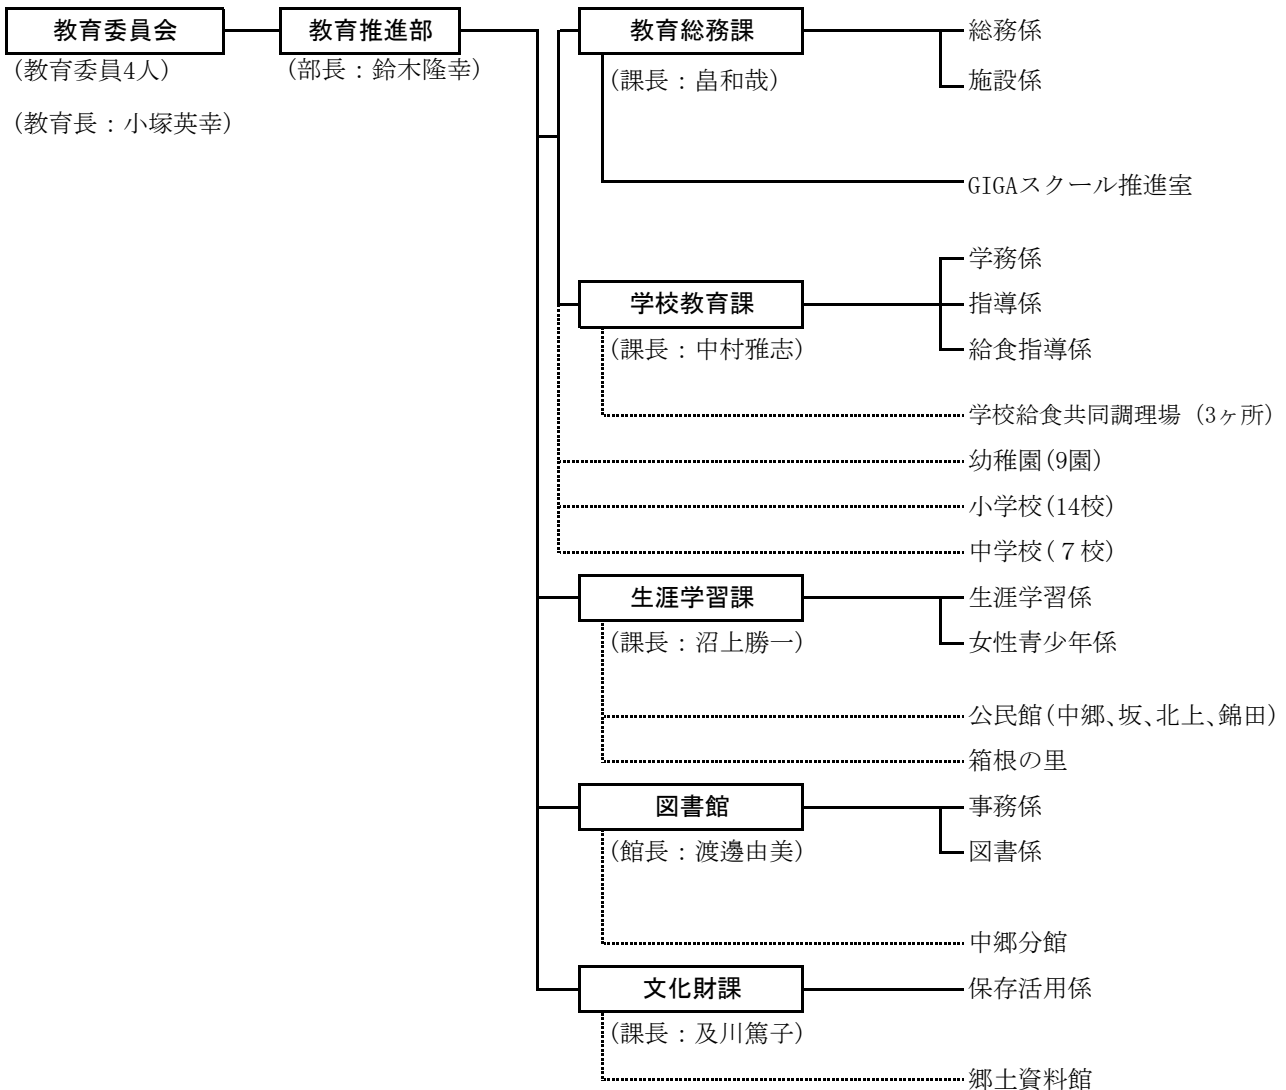 教育委員会 教育推進部 教育総務課 総務係
(教育委員4人) (部長：鈴木隆幸) (課長：畠和哉) 施設係
(教育長：小塚英幸)
GIGAスクール推進室
学務係
学校教育課 指導係
(課長：中村雅志) 給食指導係
学校給食共同調理場 (3ヶ所)
幼稚園(9園)
小学校(14校)
中学校(７校)
生涯学習課 生涯学習係
(課長：沼上勝一) 女性青少年係
公民館(中郷、坂、北上、錦田)
箱根の里
図書館 事務係
(館長：渡邊由美) 図書係
中郷分館
文化財課 保存活用係
(課長：及川篤子)
郷土資料館